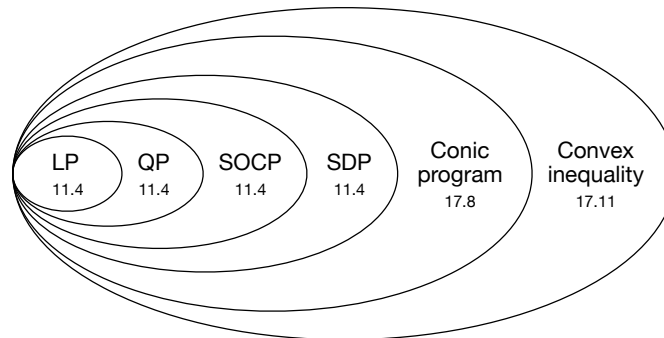 LP
11.4
QP
11.4
SOCP
11.4
SDP
11.4
Conic
program
17.8
Convex
inequality
17.11